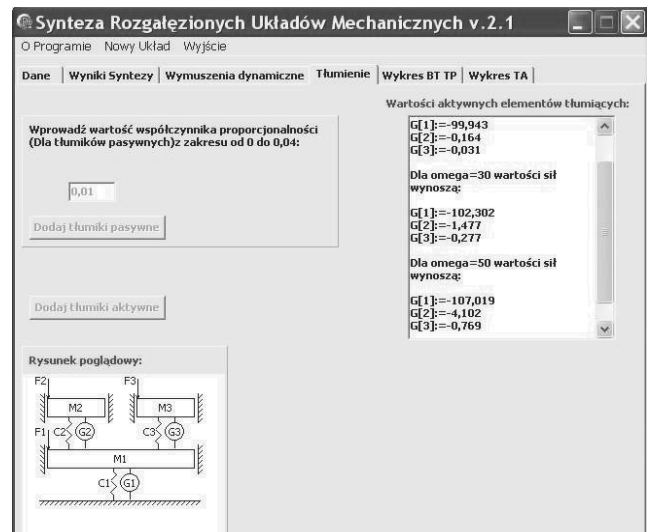 Synteza Rozgałęzionych Układów Mechanicznych v.2.1
O Programie Nowy Układ Wyjście
Dane Wyniki Syntezy Wymuszenia dynamiczne Tłumienie Wykres BT TP Wykres TA
Wartości aktywnych elementów tłumiących:
Wprowadź wartość współczynnika proporcjonalności
(Dla tłumików pasywnych)z zakresu od 0 do 0,04:
0,01
Dodaj tłumiki pasywne
Dodaj tłumiki aktywne
G[1]:=-99,943
G[2]:=-0,164
G[3]:=-0,031
Dla omega=30 wartości sił
wynoszą:
G[1]:=-102,302
G[2]:=-1,477
G[3]:=-0,277
Dla omega=50 wartości sił
wynoszą:
G[1]:=-107,019
G[2]:=-4,102
G[3]:=-0,769
Rysunek poglądowy:
F2 F3
M2 M3
F1 C2 G2 C3 G3
M1
C1 G1